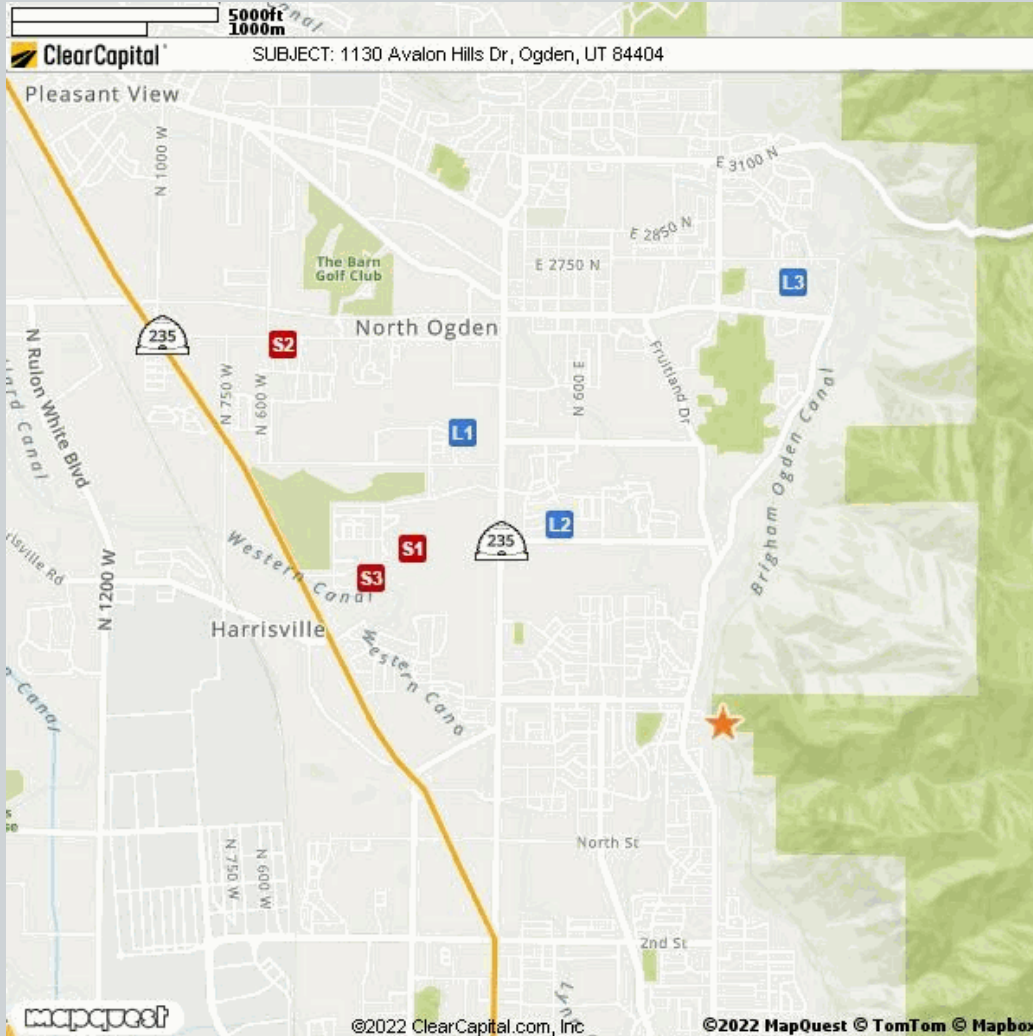 5000ft
1000m
Canal
ClearCapital
SUBJECT: 1130 Avalon Hills Dr, Ogden, UT 84404
Pleasant View
N 1000 W
E 3100 N
E 2850 N
The Barn
Golf Club
E 2750 N
L3
North Ogden
235
S2
N Rulon White Blvd
Fruitland Dr
N 600 E
N 750 W
N 600 W
Brigham Ogden Canal
Canal
L1
L2
235
S1
Western Canal
S3
N 1200 W
Harrisville
Western Cana
Canal
North St
N 750 W
N 600 W
2nd St
mapquest
©2022 ClearCapital.com, Inc
©2022 MapQuest © TomTom © Mapbox